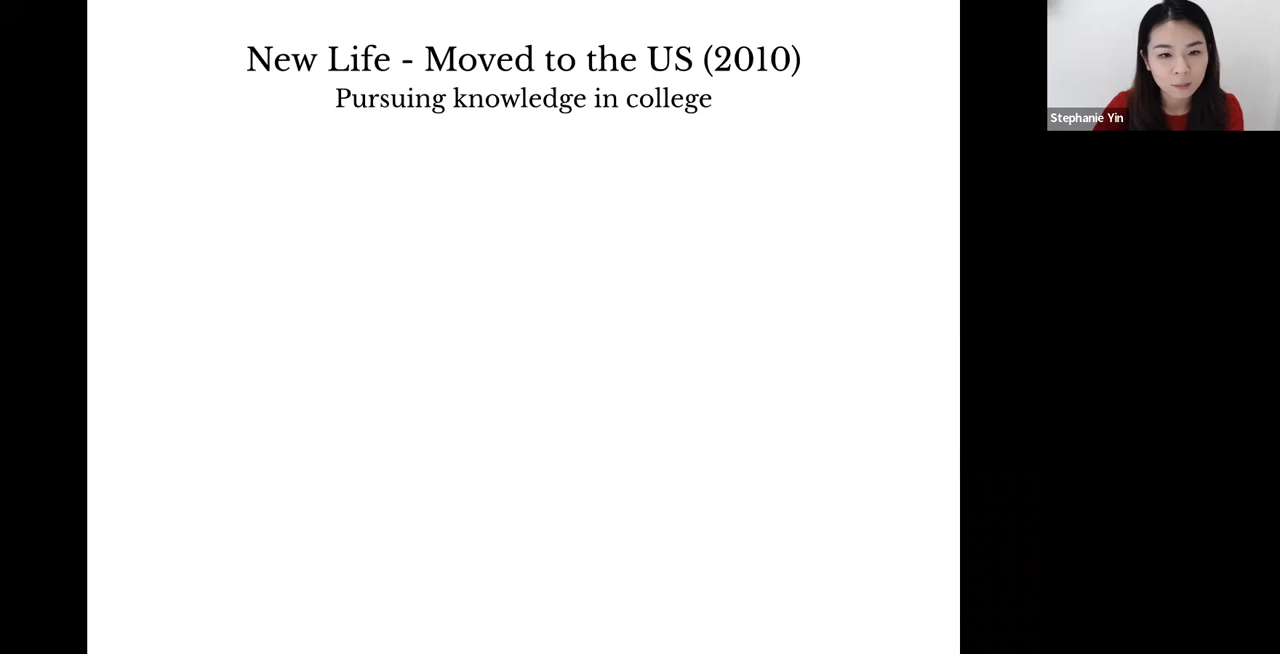 New Life - Moved to the US (2010)
Pursuing knowledge in college
Stephanie Yin